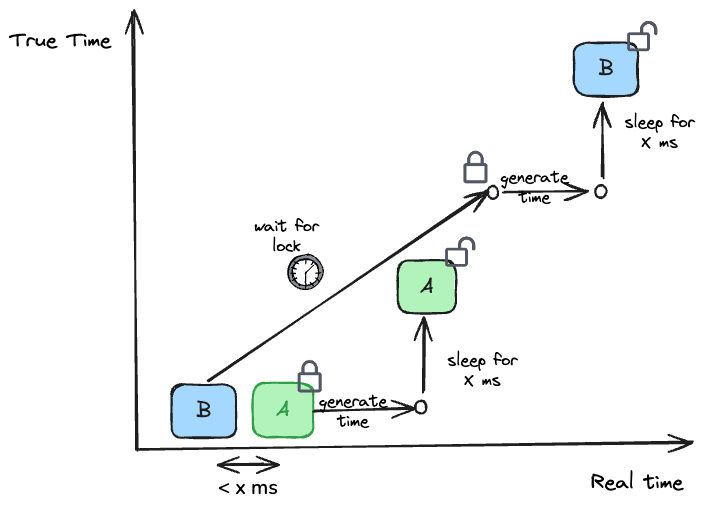 True Time
B
sleep for
x ms
generate
time
wait for
lock
A
sleep for
x ms
B
A
generate
time
< x ms
Real time